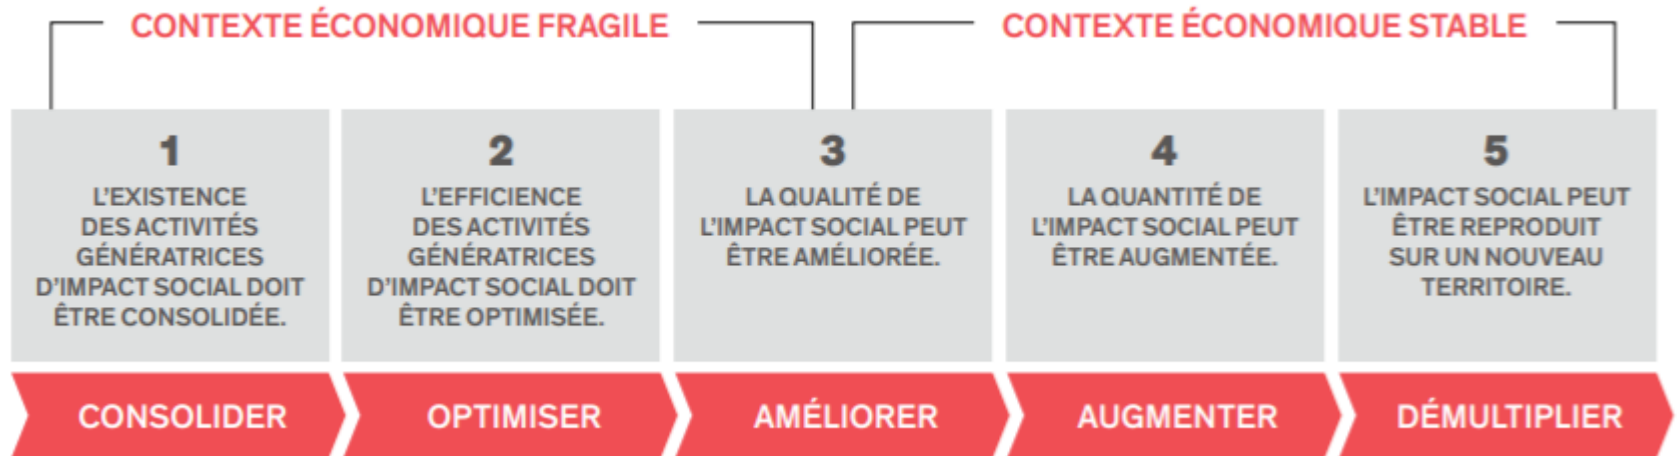 CONTEXTE ÉCONOMIQUE FRAGILE
CONTEXTE ÉCONOMIQUE STABLE
1
L'EXISTENCE
DES ACTIVITÉS
GÉNÉRATRICES
D'IMPACT SOCIAL DOIT
ÊTRE CONSOLIDÉE.
2
L'EFFICIENCE
DES ACTIVITÉS
GÉNÉRATRICES
D'IMPACT SOCIAL DOIT
ÊTRE OPTIMISÉE.
3
LA QUALITÉ DE
L'IMPACT SOCIAL PEUT
ÊTRE AMÉLIORÉE.
4
LA QUANTITÉ DE
L'IMPACT SOCIAL PEUT
ÊTRE AUGMENTÉE.
5
L'IMPACT SOCIAL PEUT
ÊTRE REPRODUIT
SUR UN NOUVEAU
TERRITOIRE.
CONSOLIDER
OPTIMISER
AMÉLIORER
AUGMENTER
DÉMULTIPLIER